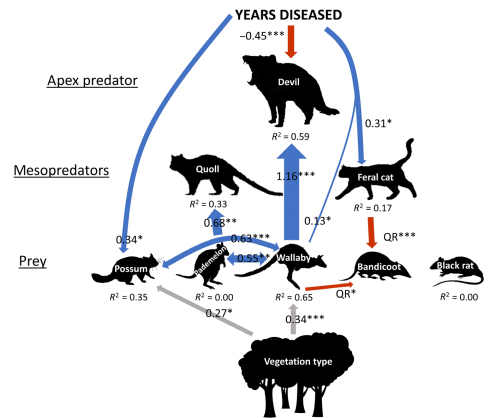 YEARS DISEASED
−0.45***
Apex predator
Devil
0.31*
R² = 0.59
Mesopredators
Quoll
1.16***
Feral cat
R² = 0.33
R² = 0.17
0.68**
0.13*
0.34*
0.63***
QR***
Prey
Possum
Pademelon
0.55**
Wallaby
Bandicoot
Black rat
R² = 0.35
R² = 0.00
R² = 0.65
QR*
R² = 0.00
0.27*
0.34***
Vegetation type